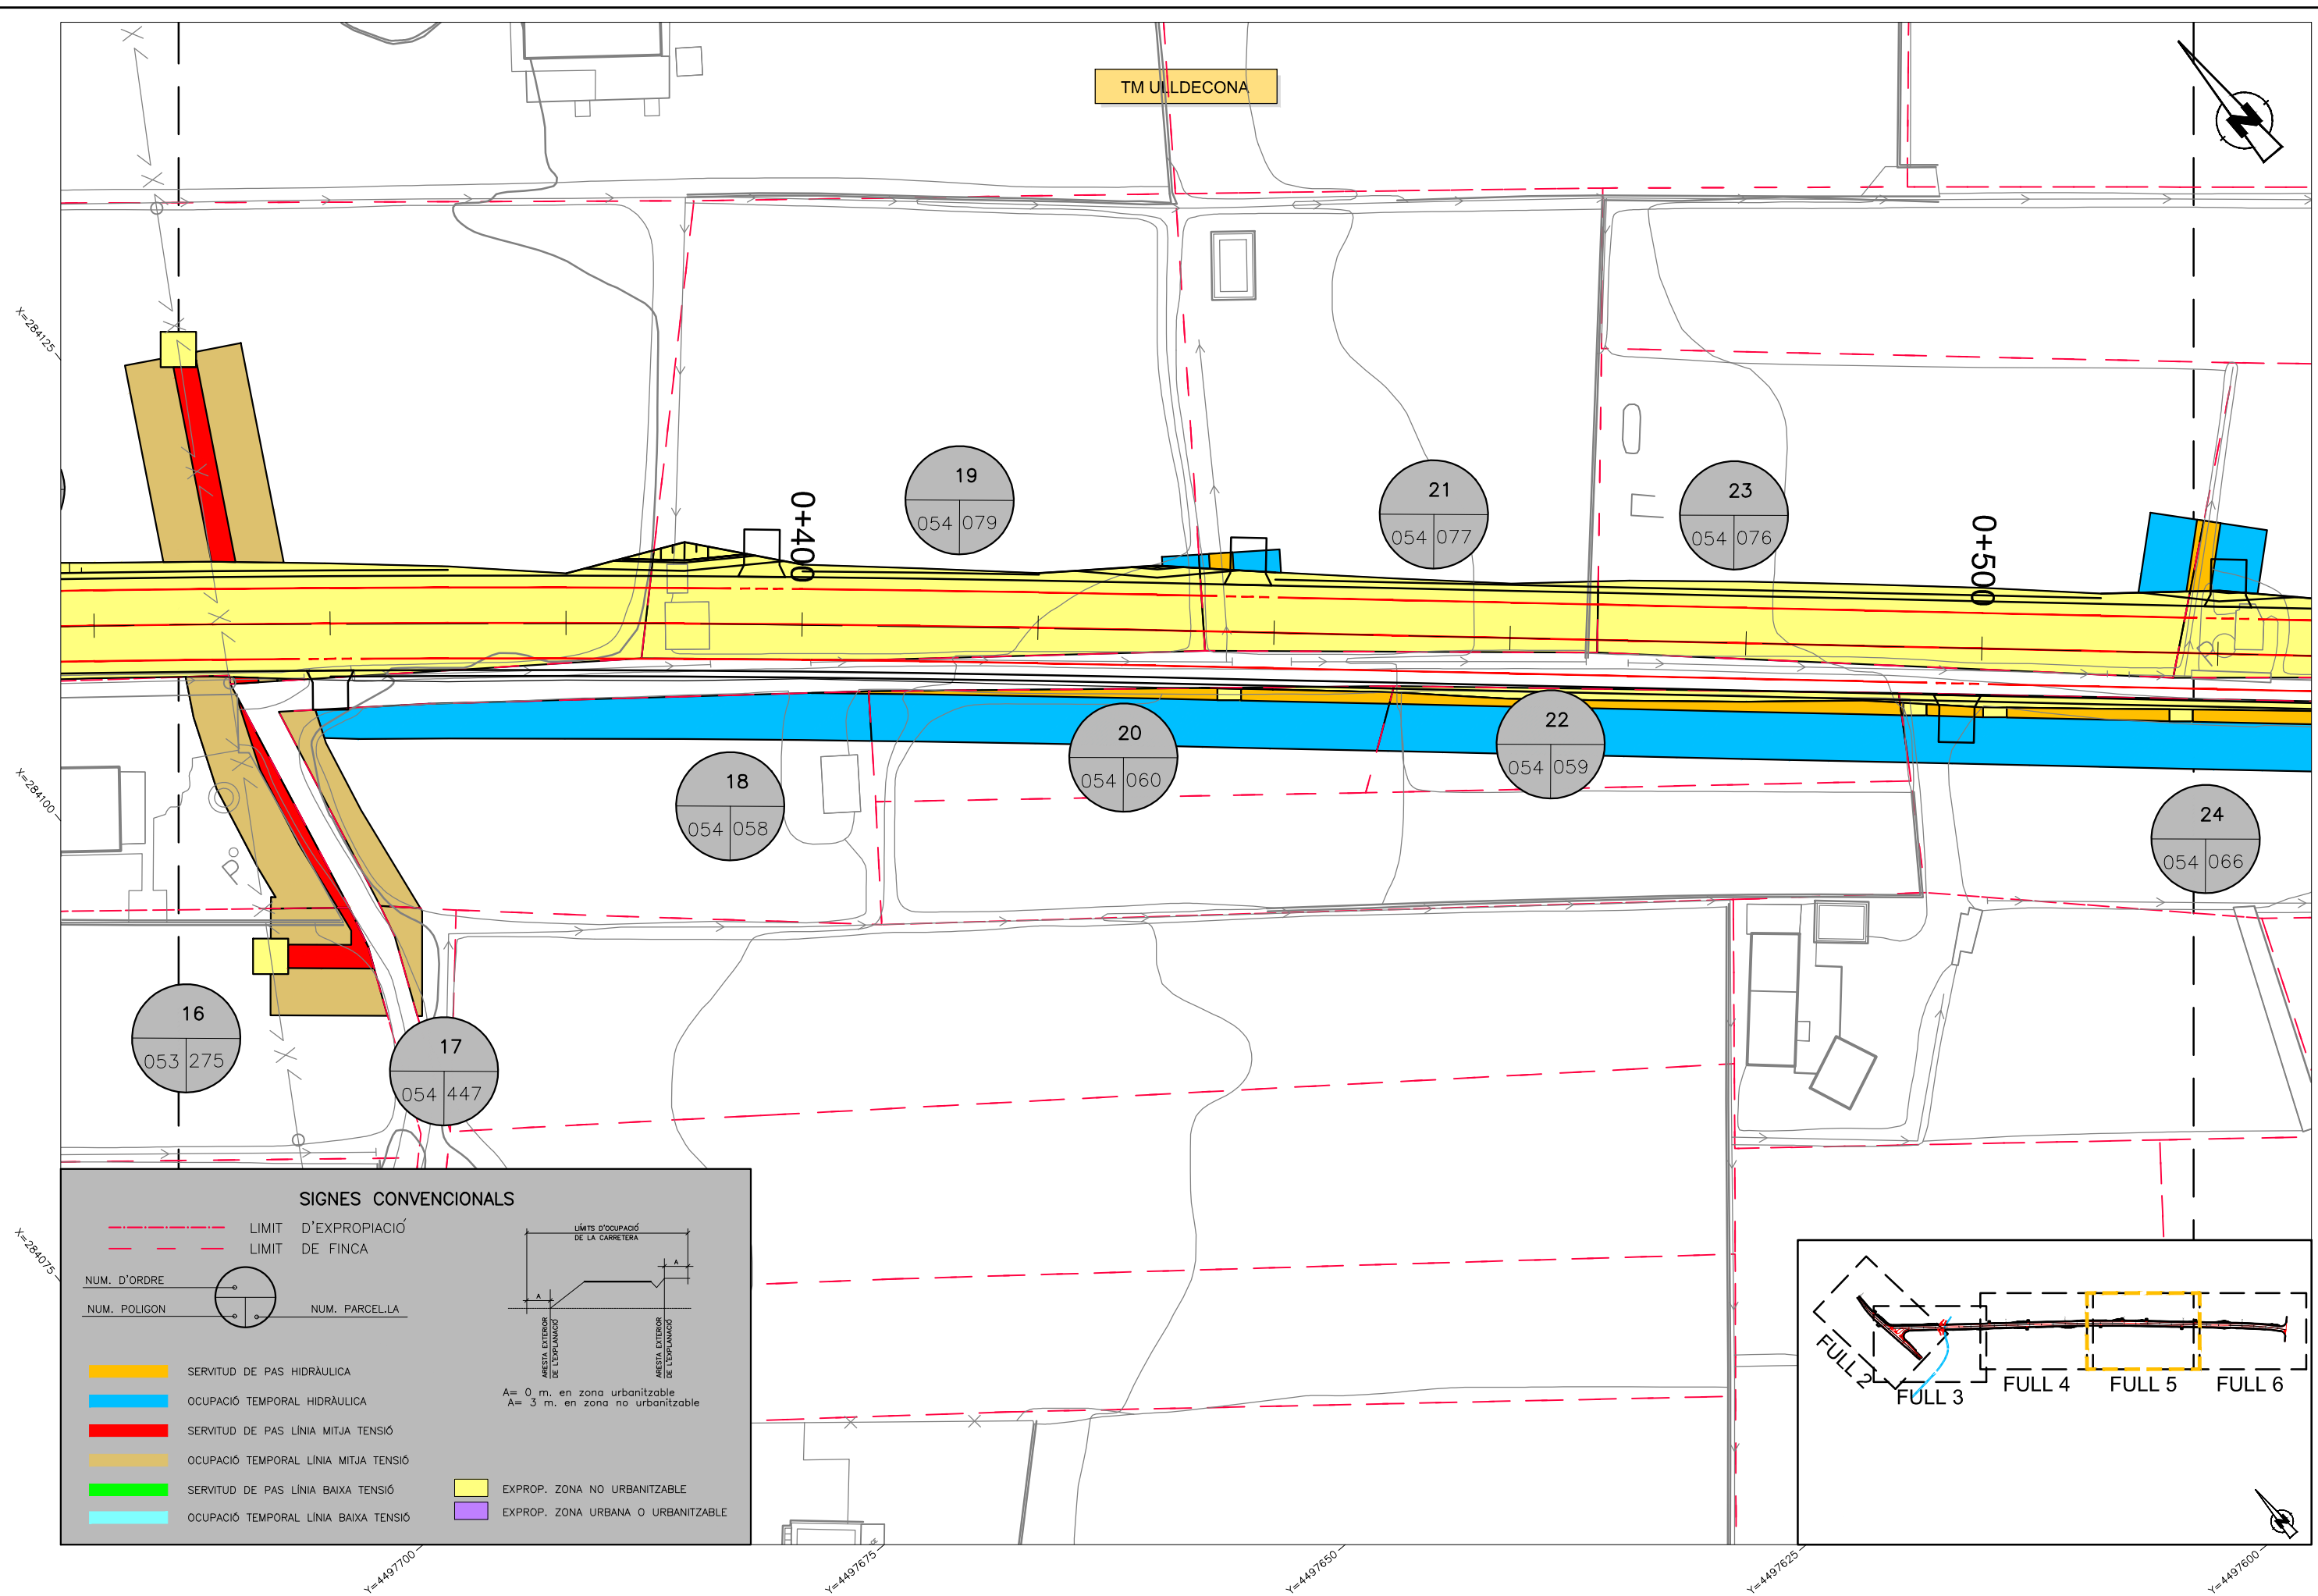 TM ULLDECONA
N
X=284125
X=284100
X=284075
0+400
0+500
19
054 079
21
054 077
23
054 076
18
054 058
20
054 060
22
054 059
24
054 066
16
053 275
17
054 447
P
P
SIGNES CONVENCIONALS
LIMIT D'EXPROPIACIÓ
LIMIT DE FINCA
NUM. D'ORDRE
NUM. POLIGON
NUM. PARCEL.LA
LÍMITS D'OCUPACIÓ
DE LA CARRETERA
A
A
ARESTA EXTERIOR
DE L'EXPLANACIÓ
ARESTA EXTERIOR
DE L'EXPLANACIÓ
A= 0 m. en zona urbanitzable
A= 3 m. en zona no urbanitzable
SERVITUD DE PAS HIDRÀULICA
OCUPACIÓ TEMPORAL HIDRÀULICA
SERVITUD DE PAS LÍNIA MITJA TENSIÓ
OCUPACIÓ TEMPORAL LÍNIA MITJA TENSIÓ
SERVITUD DE PAS LÍNIA BAIXA TENSIÓ
OCUPACIÓ TEMPORAL LÍNIA BAIXA TENSIÓ
EXPROP. ZONA NO URBANITZABLE
EXPROP. ZONA URBANA O URBANITZABLE
FULL 2
FULL 3
FULL 4
FULL 5
FULL 6
N
Y=4497700
Y=4497675
Y=4497650
Y=4497625
Y=4497600